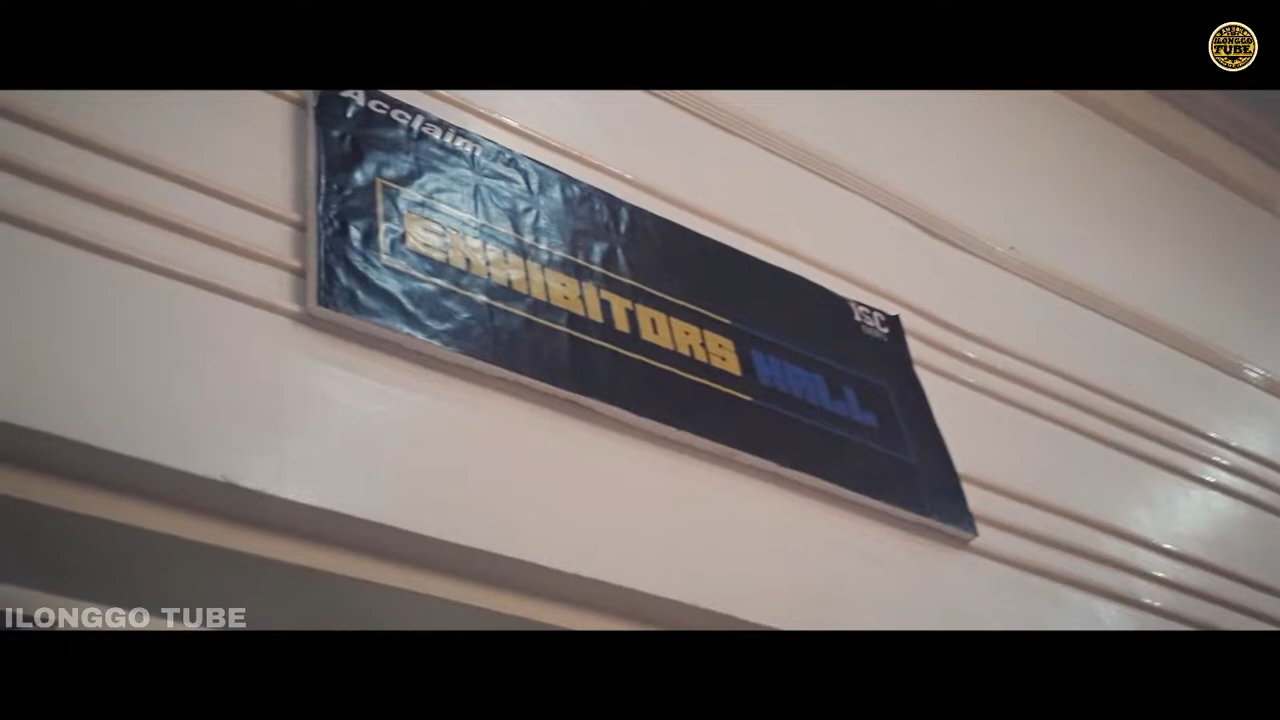 ILONGGO
TUBE
Acclaim
EXHIBITORS HALL
ISC
ILONGGO TUBE